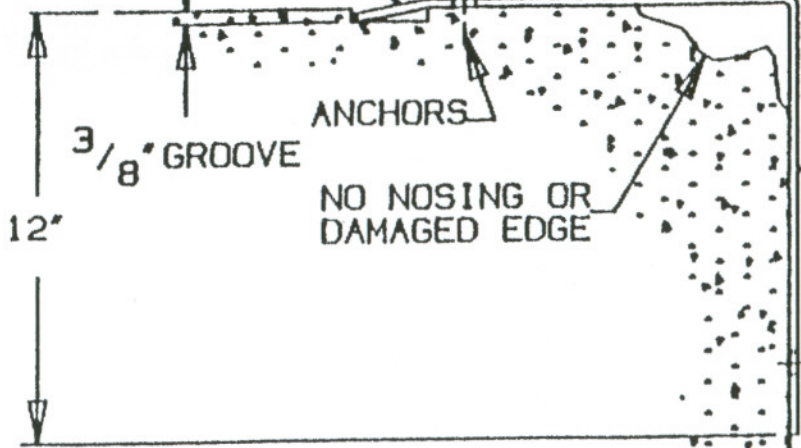 ANCHORS
3/8" GROOVE
NO NOSING OR
DAMAGED EDGE
12"